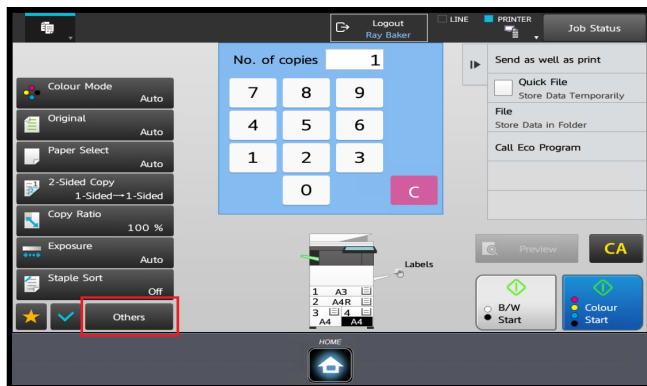 Logout
Ray Baker
LINE
PRINTER
Job Status
No. of copies 1
7 8 9
4 5 6
1 2 3
0 C
Colour Mode
Auto
Original
Auto
Paper Select
Auto
2-Sided Copy
1-Sided→1-Sided
Copy Ratio
100 %
Exposure
Auto
Staple Sort
Off
Others
Send as well as print
Quick File
Store Data Temporarily
File
Store Data in Folder
Call Eco Program
Labels
1 A3
2 A4R
3 4
A4 A4
Preview
CA
B/W
Start
Colour
Start
HOME